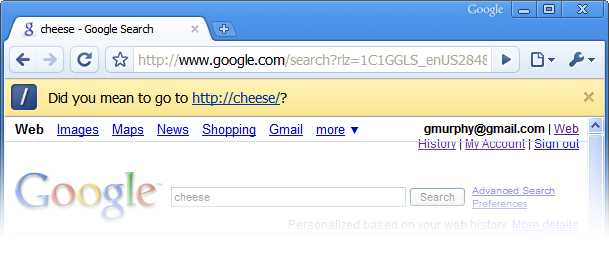 Google
g cheese - Google Search
http://www.google.com/search?rlz=1C1GGLS_enUS2848
/ Did you mean to go to http://cheese/?
Web Images Maps News Shopping Gmail more ▼ gmurphy@gmail.com | Web
History | My Account | Sign out
Google™ cheese Search Advanced Search
Preferences
Personalized based on your web history. More details